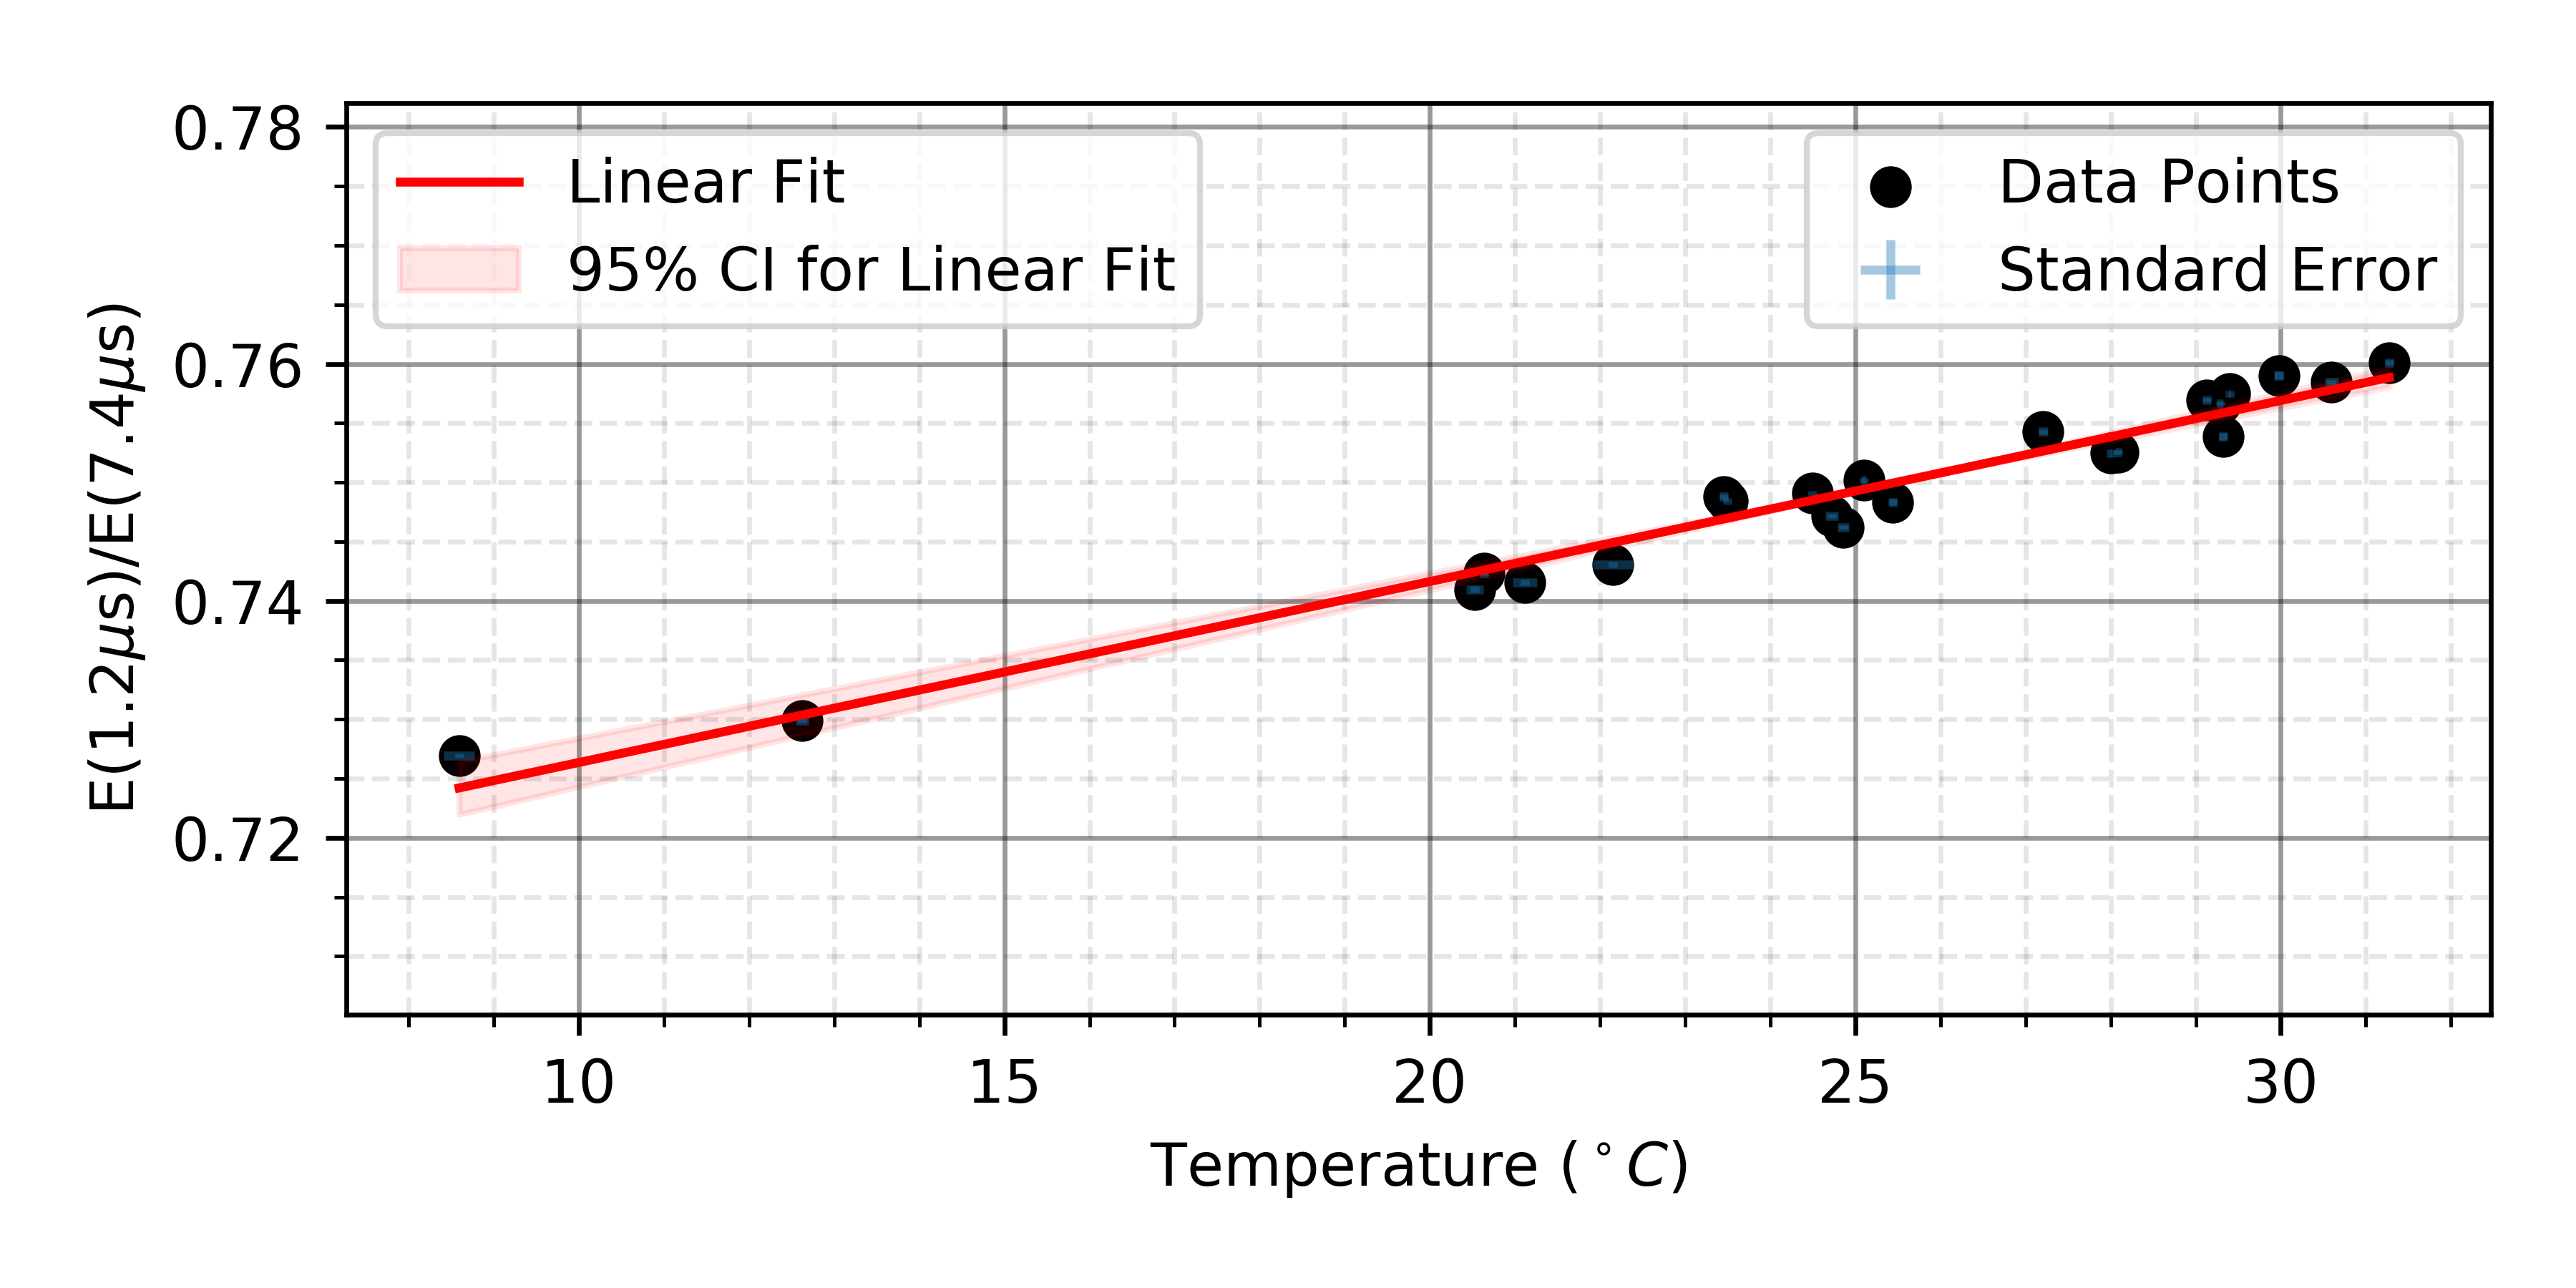 0.78
0.76
0.74
0.72
E(1.2μs)/E(7.4μs)
Linear Fit
95% CI for Linear Fit
Data Points
Standard Error
10 15 20 25 30
Temperature (°C)